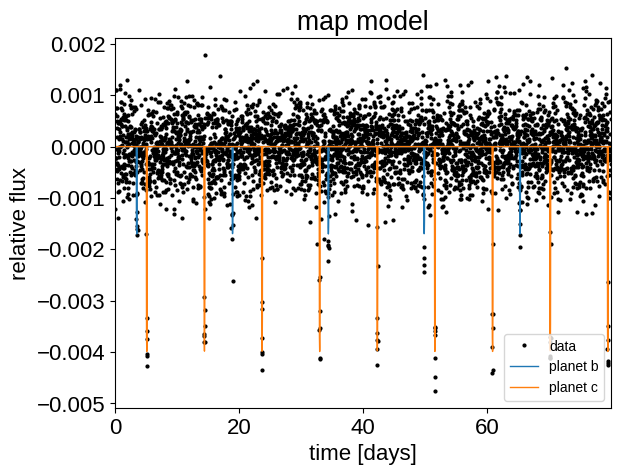 map model
0.002
0.001
0.000
−0.001
−0.002
−0.003
−0.004
−0.005
relative flux
0
20
40
60
time [days]
data
planet b
planet c